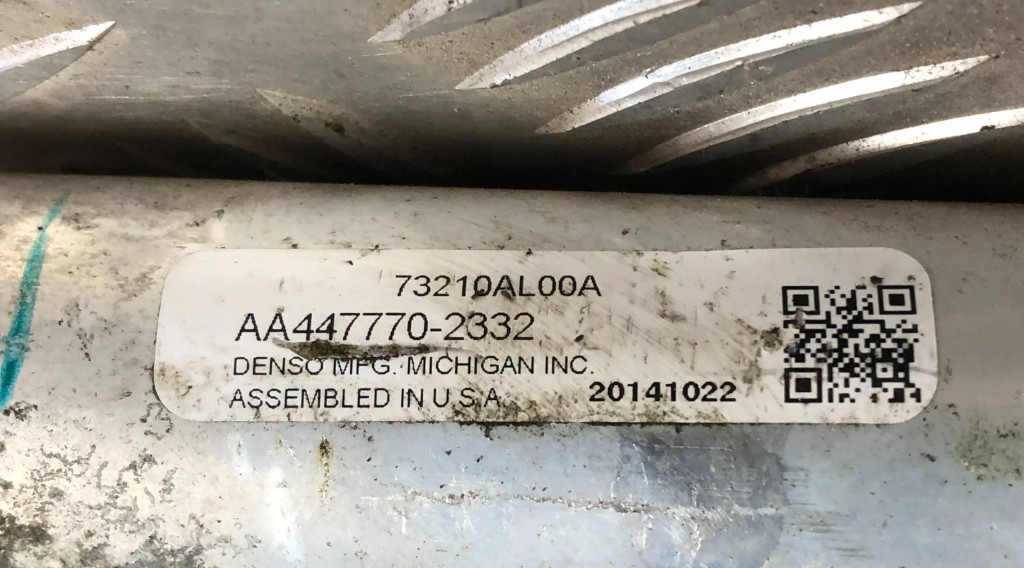 73210AL00A
AA447770-2332
DENSO MFG. MICHIGAN INC.
ASSEMBLED IN U.S.A. 20141022